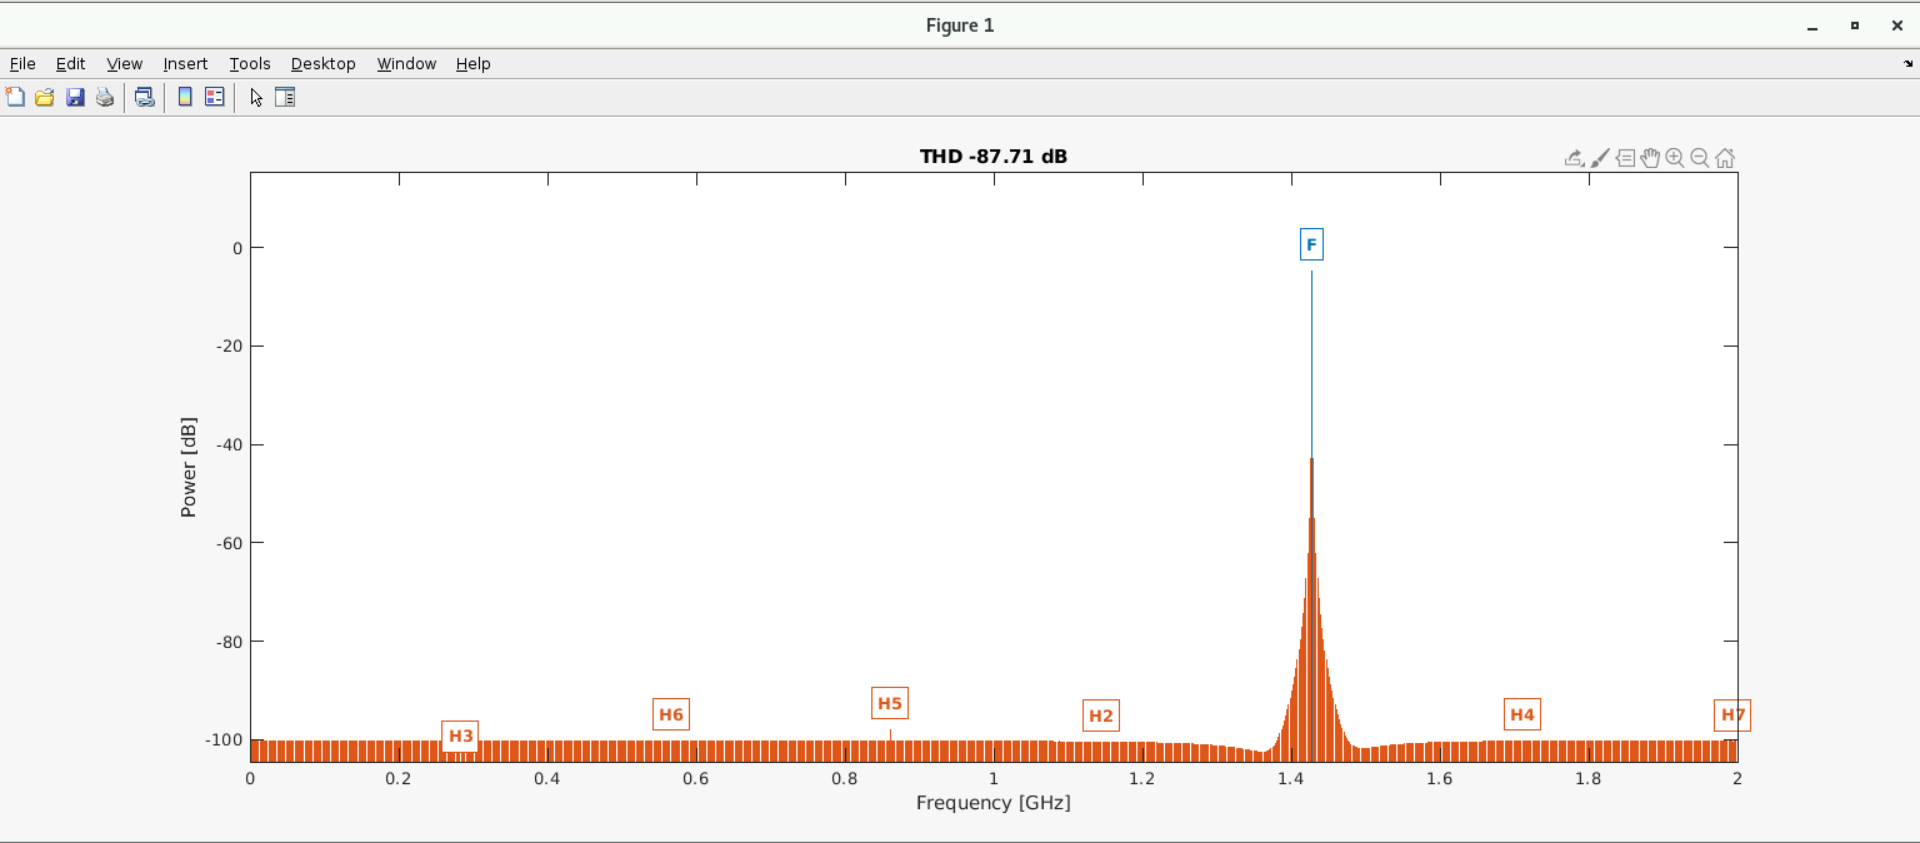 Figure 1
File Edit View Insert Tools Desktop Window Help
THD -87.71 dB
F
0
-20
-40
-60
-80
-100
Power [dB]
H3
H6
H5
H2
H4
H7
0 0.2 0.4 0.6 0.8 1 1.2 1.4 1.6 1.8 2
Frequency [GHz]